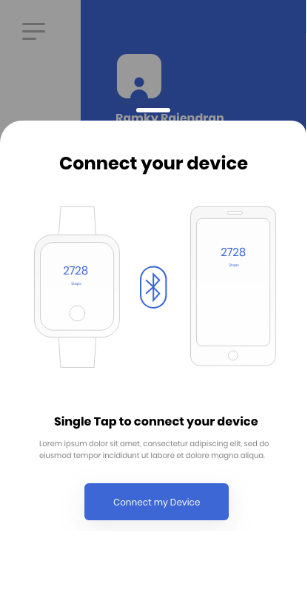 Ramky Rajendran
Connect your device
2728
Steps
2728
Steps
Single Tap to connect your device
Lorem ipsum dolor sit amet, consectetur adipiscing elit, sed do
eiusmod tempor incididunt ut labore et dolore magna aliqua.
Connect my Device